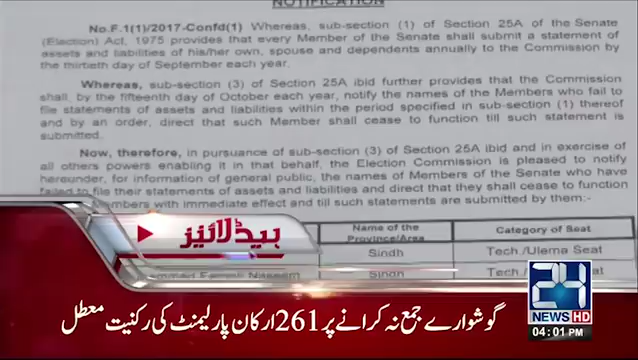 NOTIFICATION
No.F.1(1)/2017-Confd(1) Whereas, sub-section (1) of Section 25A of the Senate
(Election) Act, 1975 provides that every Member of the Senate shall submit a statement of
assets and liabilities of his/her own, spouse and dependents annually to the Commission by
the thirtieth day of September each year.
Whereas, sub-section (3) of Section 25A ibid further provides that the Commission
shall, by the fifteenth day of October each year, notify the names of the Members who fail to
file statements of assets and liabilities within the period specified in sub-section (1) thereof
and by an order, direct that such Member shall cease to function till such statement is
submitted.
Now, therefore, in pursuance of sub-section (3) of Section 25A ibid and in exercise of
all others powers enabling it in that behalf, the Election Commission is pleased to notify
hereunder, for information of general public, the names of Members of the Senate who have
failed to file their statements of assets and liabilities and direct that they shall cease to function
Members with immediate effect and till such statements are submitted by them:-
Name of the Province/Area Category of Seat
Sindh Tech./Ulema Seat
Sindh Tech./Ulema Seat
ہیڈلائنز
گوشوارے جمع نہ کرانے پر 261 ارکان پارلیمنٹ کی رکنیت معطل
24
NEWS HD
04:01 PM